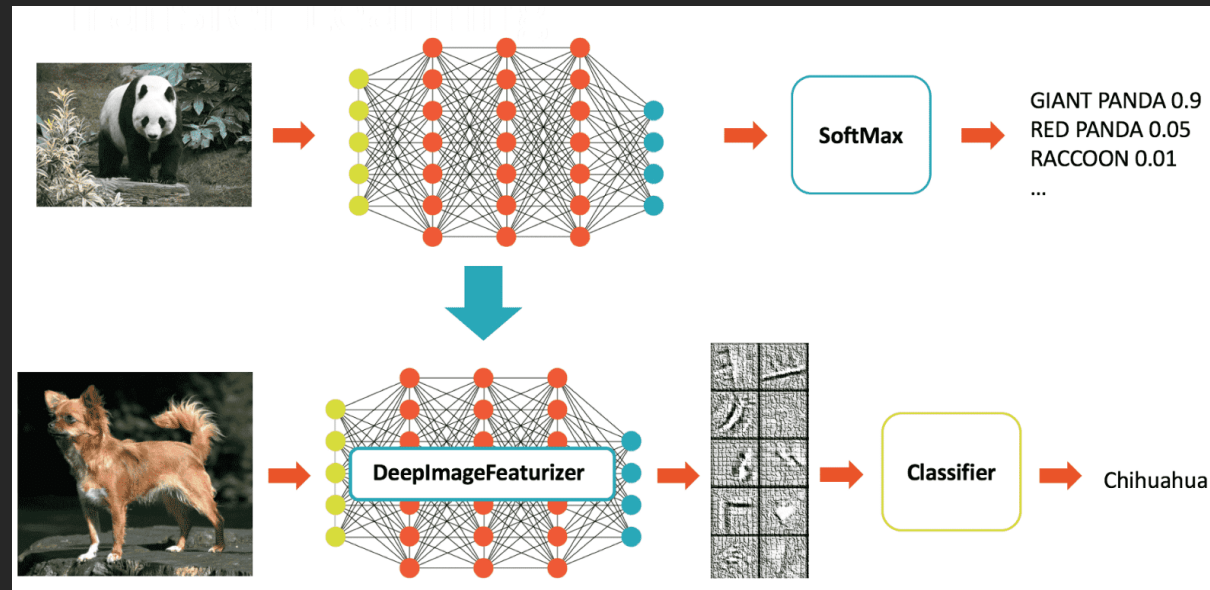 SoftMax
GIANT PANDA 0.9
RED PANDA 0.05
RACCOON 0.01
...
DeepImageFeaturizer
Classifier
Chihuahua